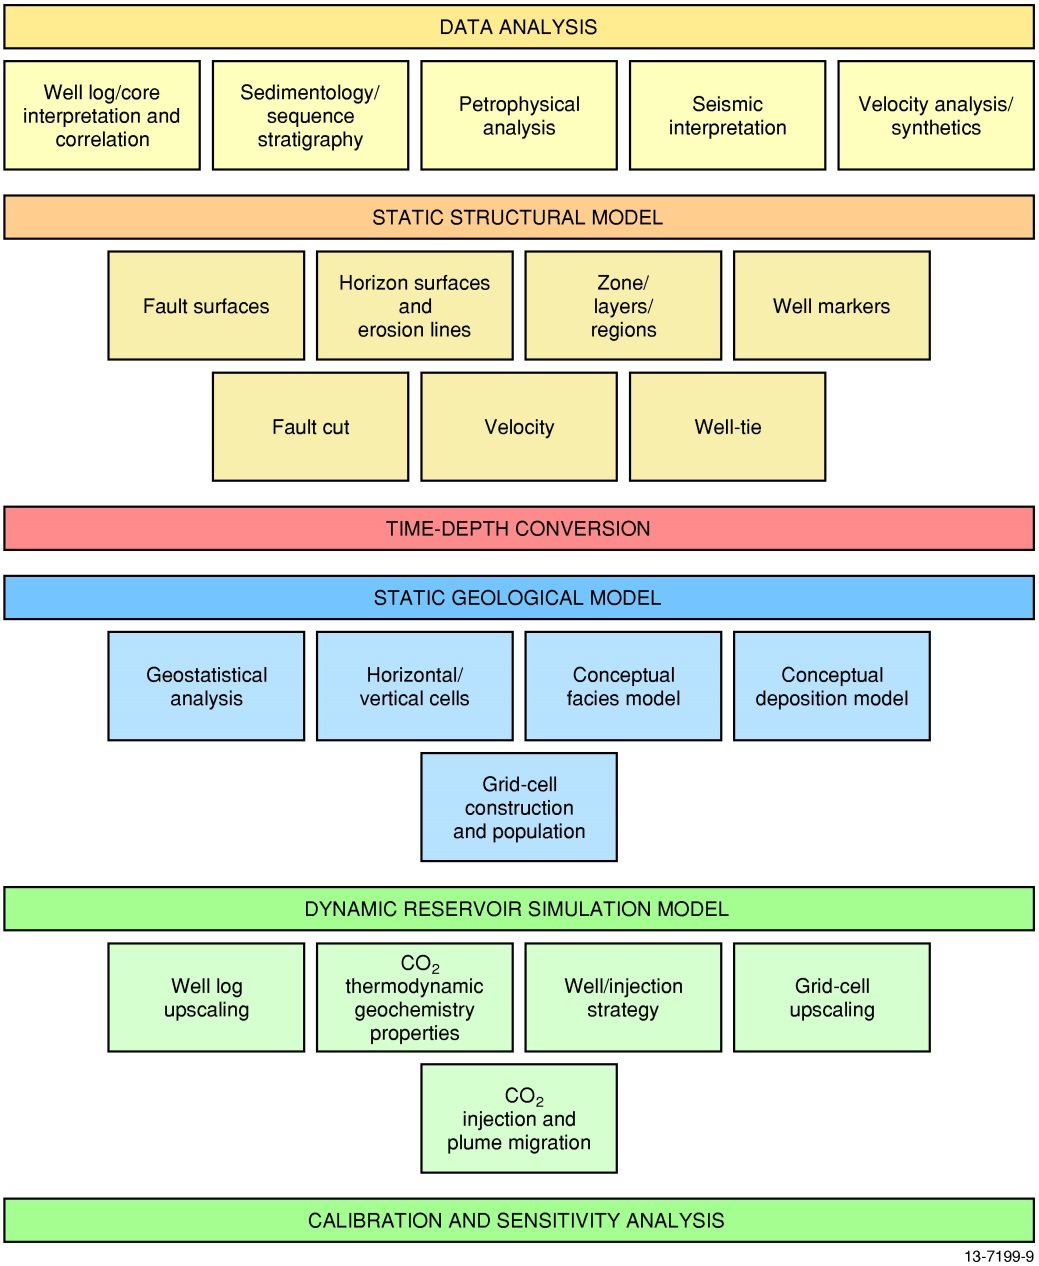 DATA ANALYSIS
Well log/core
interpretation and
correlation
Sedimentology/
sequence
stratigraphy
Petrophysical
analysis
Seismic
interpretation
Velocity analysis/
synthetics
STATIC STRUCTURAL MODEL
Fault surfaces
Horizon surfaces
and
erosion lines
Zone/
layers/
regions
Well markers
Fault cut
Velocity
Well-tie
TIME-DEPTH CONVERSION
STATIC GEOLOGICAL MODEL
Geostatistical
analysis
Horizontal/
vertical cells
Conceptual
facies model
Conceptual
deposition model
Grid-cell
construction
and population
DYNAMIC RESERVOIR SIMULATION MODEL
Well log
upscaling
CO₂
thermodynamic
geochemistry
properties
Well/injection
strategy
Grid-cell
upscaling
CO₂
injection and
plume migration
CALIBRATION AND SENSITIVITY ANALYSIS
13-7199-9